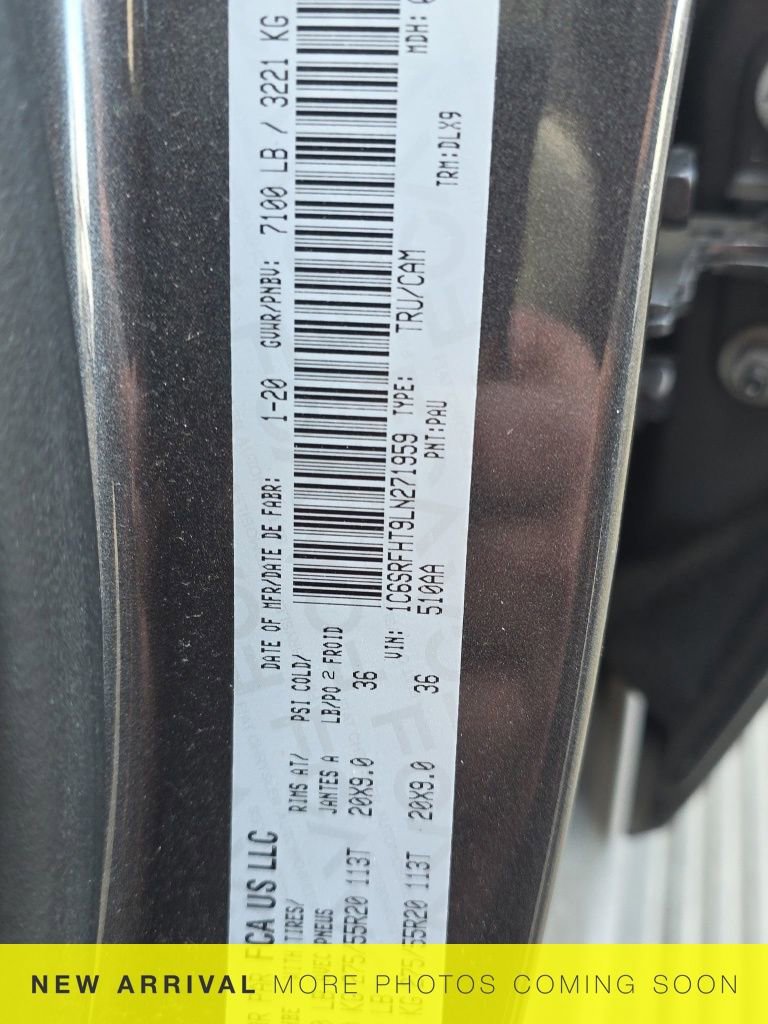 FCA US LLC
DATE OF MFR/DATE DE FABR: 1-20 GVWR/PNBV: 7100 LB / 3221 KG
TIRES/ RIMS AT/ PSI COLD/
PNEUS JANTES A LB/PO 2 FROID
55R20 113T 20X9.0 36
VIN: 1C6SRFHT9LN271959 TYPE: TRU/CAM
55R20 113T 20X9.0 36 510AA PNT:PAU TRM:DLX9 MDH:
NEW ARRIVAL MORE PHOTOS COMING SOON